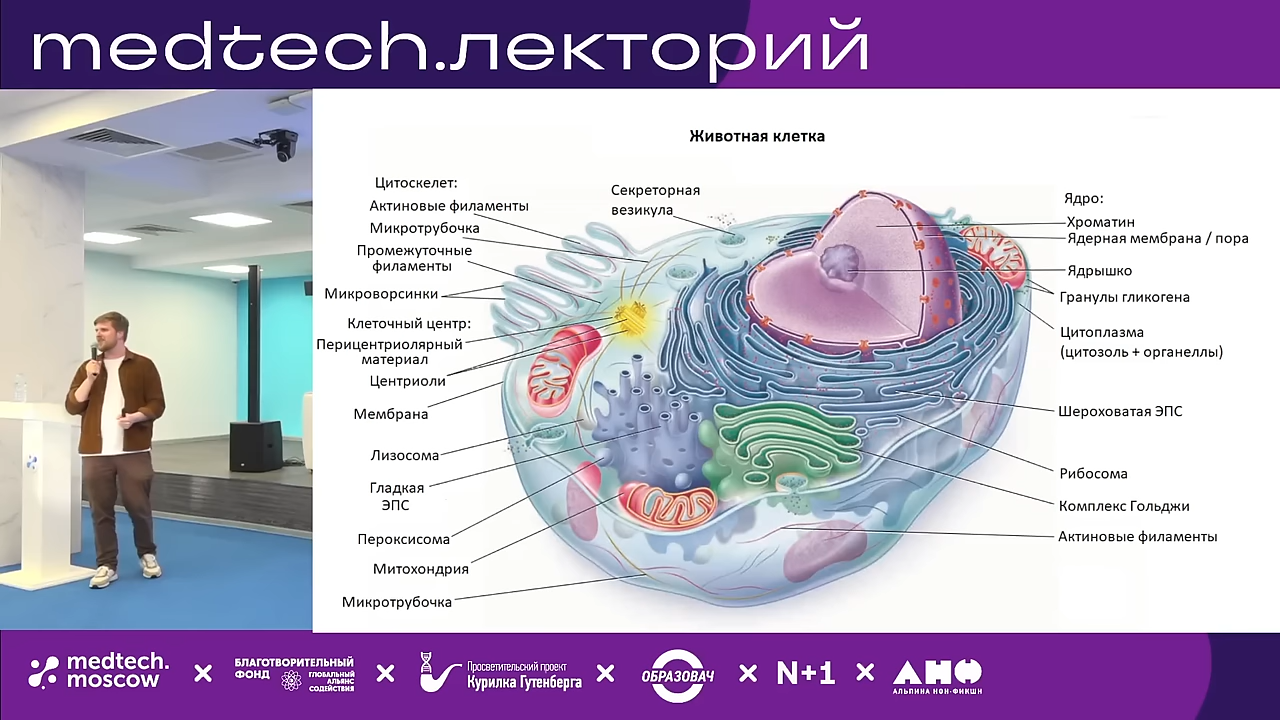 medtech.лекторий
Животная клетка
Цитоскелет:
Актиновые филаменты
Микротрубочка
Промежуточные
филаменты
Микроворсинки
Клеточный центр:
Перицентриолярный
материал
Центриоли
Мембрана
Лизосома
Гладкая
ЭПС
Пероксисома
Митохондрия
Микротрубочка
Секреторная
везикула
Ядро:
Хроматин
Ядерная мембрана / пора
Ядрышко
Гранулы гликогена
Цитоплазма
(цитозоль + органеллы)
Шероховатая ЭПС
Рибосома
Комплекс Гольджи
Актиновые филаменты
medtech.
moscow
×
БЛАГОТВОРИТЕЛЬНЫЙ
ФОНД
ГЛОБАЛЬНЫЙ
АЛЬЯНС
СОДЕЙСТВИЯ
×
Просветительский проект
Курилка Гутенберга
×
ОБРАЗОВАЧ
×
N+1
×
АНФ
АЛЬПИНА НОН-ФИКШН